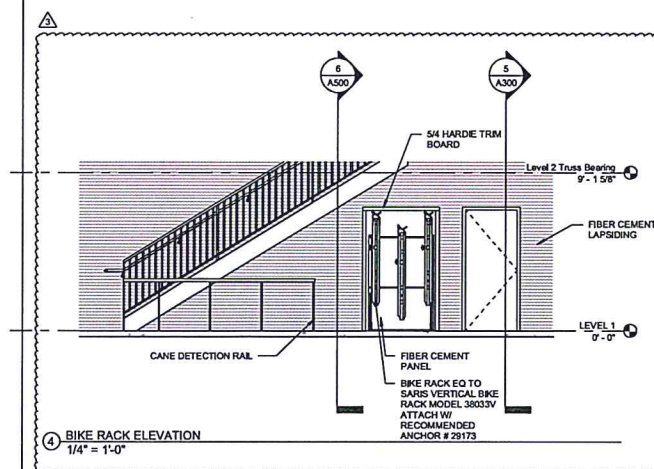 3
6
A500
5
A300
5/4 HARDIE TRIM
BOARD
Level 2 Truss Bearing
9' - 1 5/8"
FIBER CEMENT
LAPSIDING
LEVEL 1
0' - 0"
CANE DETECTION RAIL
FIBER CEMENT
PANEL
BIKE RACK EQ TO
SARIS VERTICAL BIKE
RACK MODEL 38033V
ATTACH W/
RECOMMENDED
ANCHOR # 29173
4
BIKE RACK ELEVATION
1/4" = 1'-0"